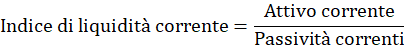 Indice di liquidità corrente = Attivo corrente / Passività correnti